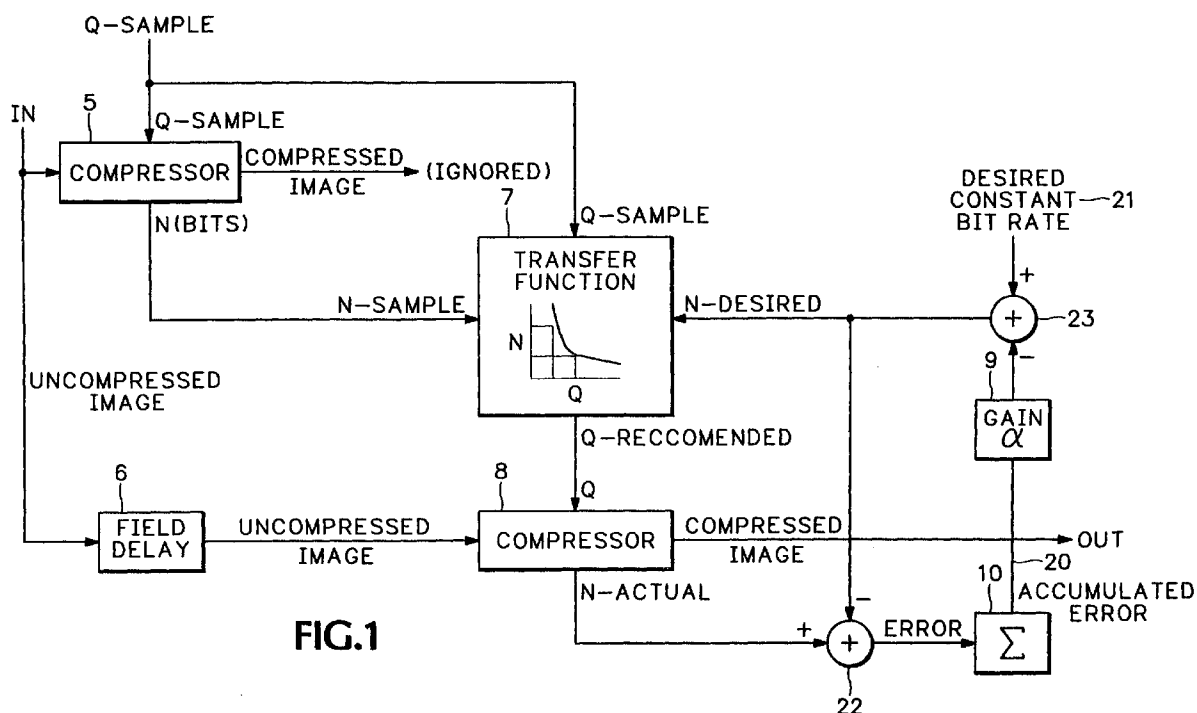 Q-SAMPLE
IN
5
Q-SAMPLE
COMPRESSOR
COMPRESSED
IMAGE
(IGNORED)
N(BITS)
7
Q-SAMPLE
TRANSFER
FUNCTION
N
Q
N-SAMPLE
N-DESIRED
DESIRED
CONSTANT
BIT RATE
21
+
+
23
-
9
GAIN
α
UNCOMPRESSED
IMAGE
Q-RECCOMENDED
Q
6
FIELD
DELAY
UNCOMPRESSED
IMAGE
8
COMPRESSOR
COMPRESSED
IMAGE
OUT
20
ACCUMULATED
ERROR
N-ACTUAL
-
+
+
22
ERROR
10
Σ
FIG.1